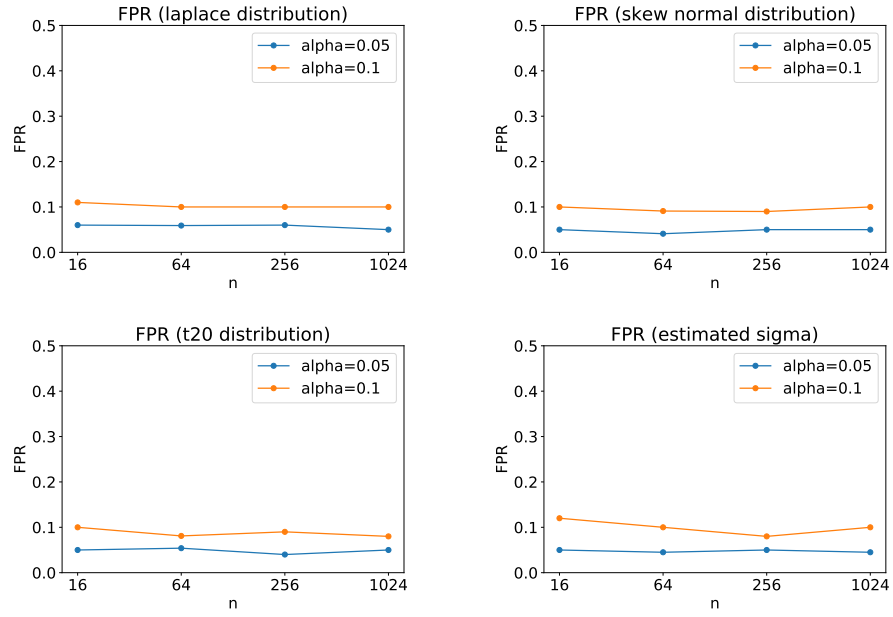 FPR (laplace distribution)
0.5
0.4
0.3
0.2
0.1
0.0
FPR
alpha=0.05
alpha=0.1
16 64 256 1024
n
FPR (skew normal distribution)
0.5
0.4
0.3
0.2
0.1
0.0
FPR
alpha=0.05
alpha=0.1
16 64 256 1024
n
FPR (t20 distribution)
0.5
0.4
0.3
0.2
0.1
0.0
FPR
alpha=0.05
alpha=0.1
16 64 256 1024
n
FPR (estimated sigma)
0.5
0.4
0.3
0.2
0.1
0.0
FPR
alpha=0.05
alpha=0.1
16 64 256 1024
n